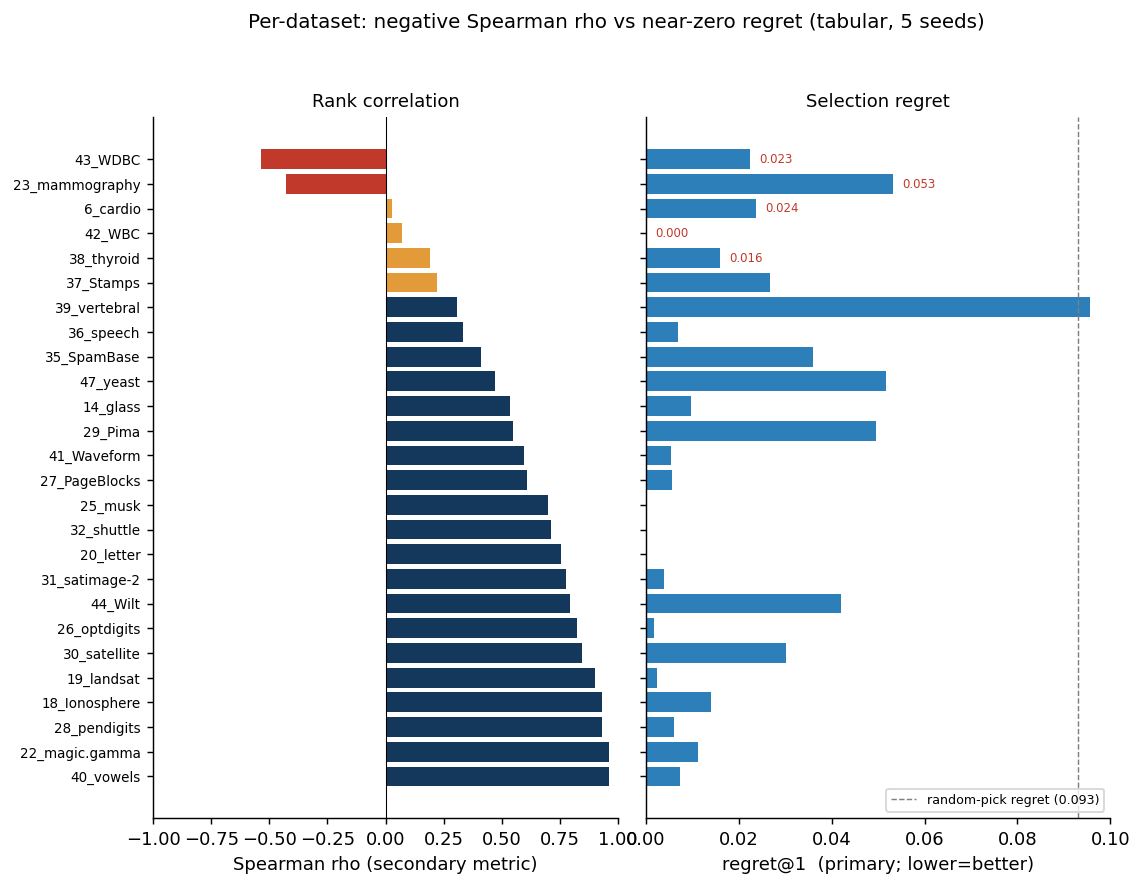 Per-dataset: negative Spearman rho vs near-zero regret (tabular, 5 seeds)
Rank correlation
Selection regret
43_WDBC
23_mammography
6_cardio
42_WBC
38_thyroid
37_Stamps
39_vertebral
36_speech
35_SpamBase
47_yeast
14_glass
29_Pima
41_Waveform
27_PageBlocks
25_musk
32_shuttle
20_letter
31_satimage-2
44_Wilt
26_optdigits
30_satellite
19_landsat
18_Ionosphere
28_pendigits
22_magic.gamma
40_vowels
0.023
0.053
0.024
0.000
0.016
random-pick regret (0.093)
−1.00 −0.75 −0.50 −0.25 0.00 0.25 0.50 0.75 1.00
0.00 0.02 0.04 0.06 0.08 0.10
Spearman rho (secondary metric)
regret@1 (primary; lower=better)